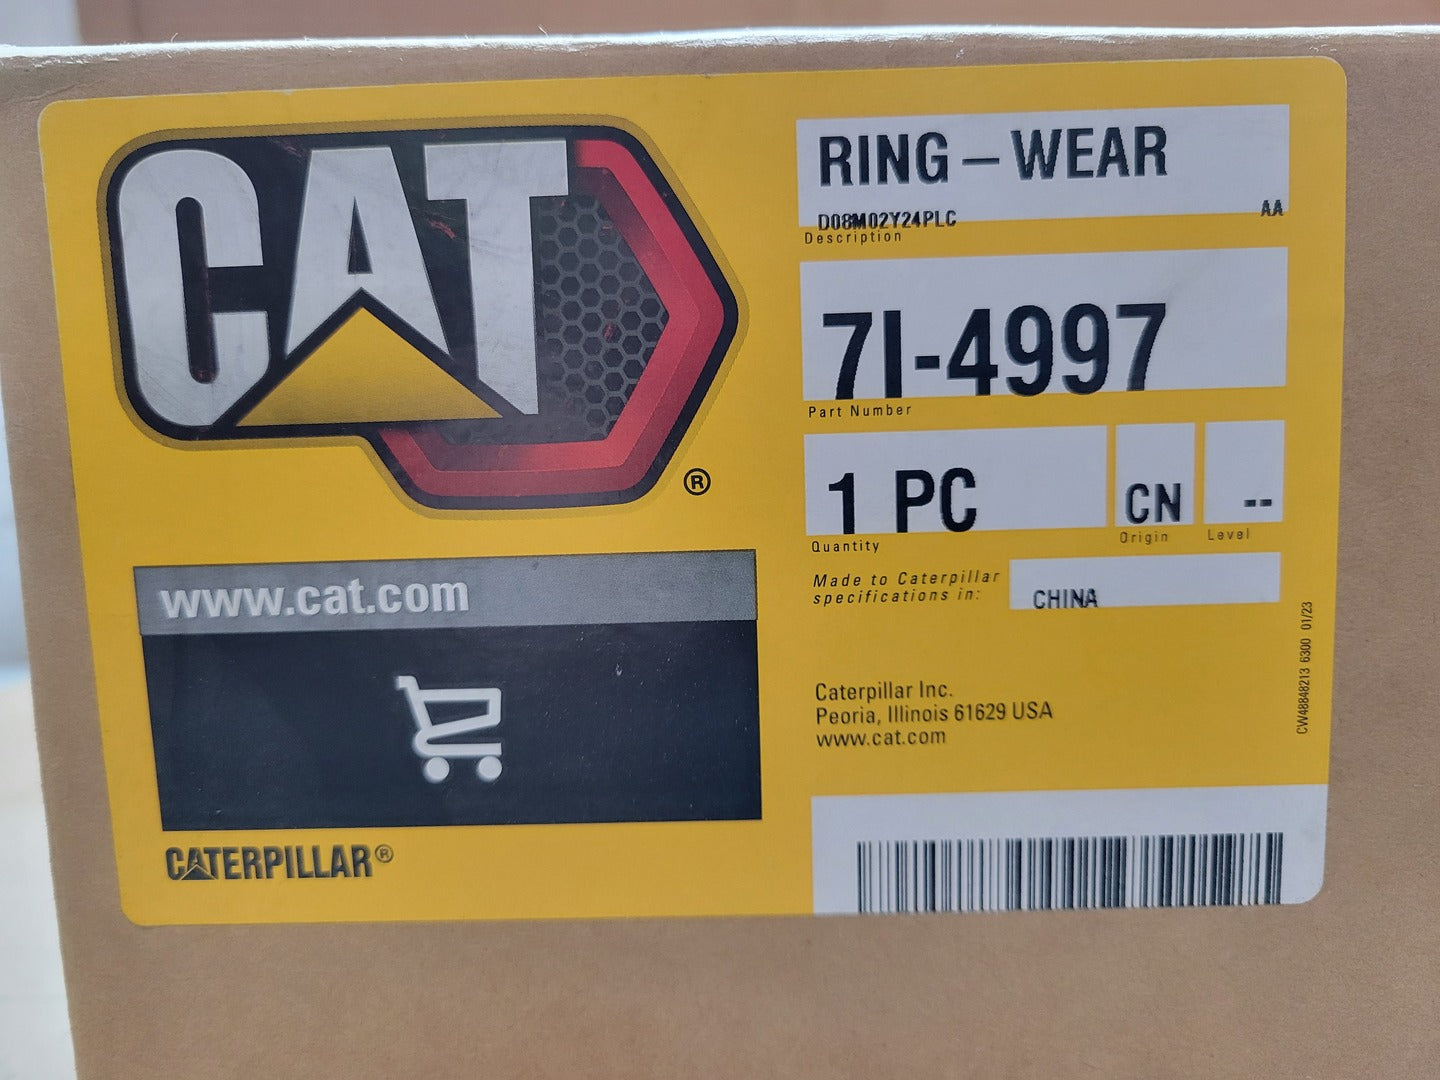 CAT
®
www.cat.com
CATERPILLAR®
RING – WEAR
D08M02Y24PLC AA
Description
7I-4997
Part Number
1 PC CN --
Quantity Origin Level
Made to Caterpillar
specifications in: CHINA
Caterpillar Inc.
Peoria, Illinois 61629 USA
www.cat.com
CW48848213 6300 01/23